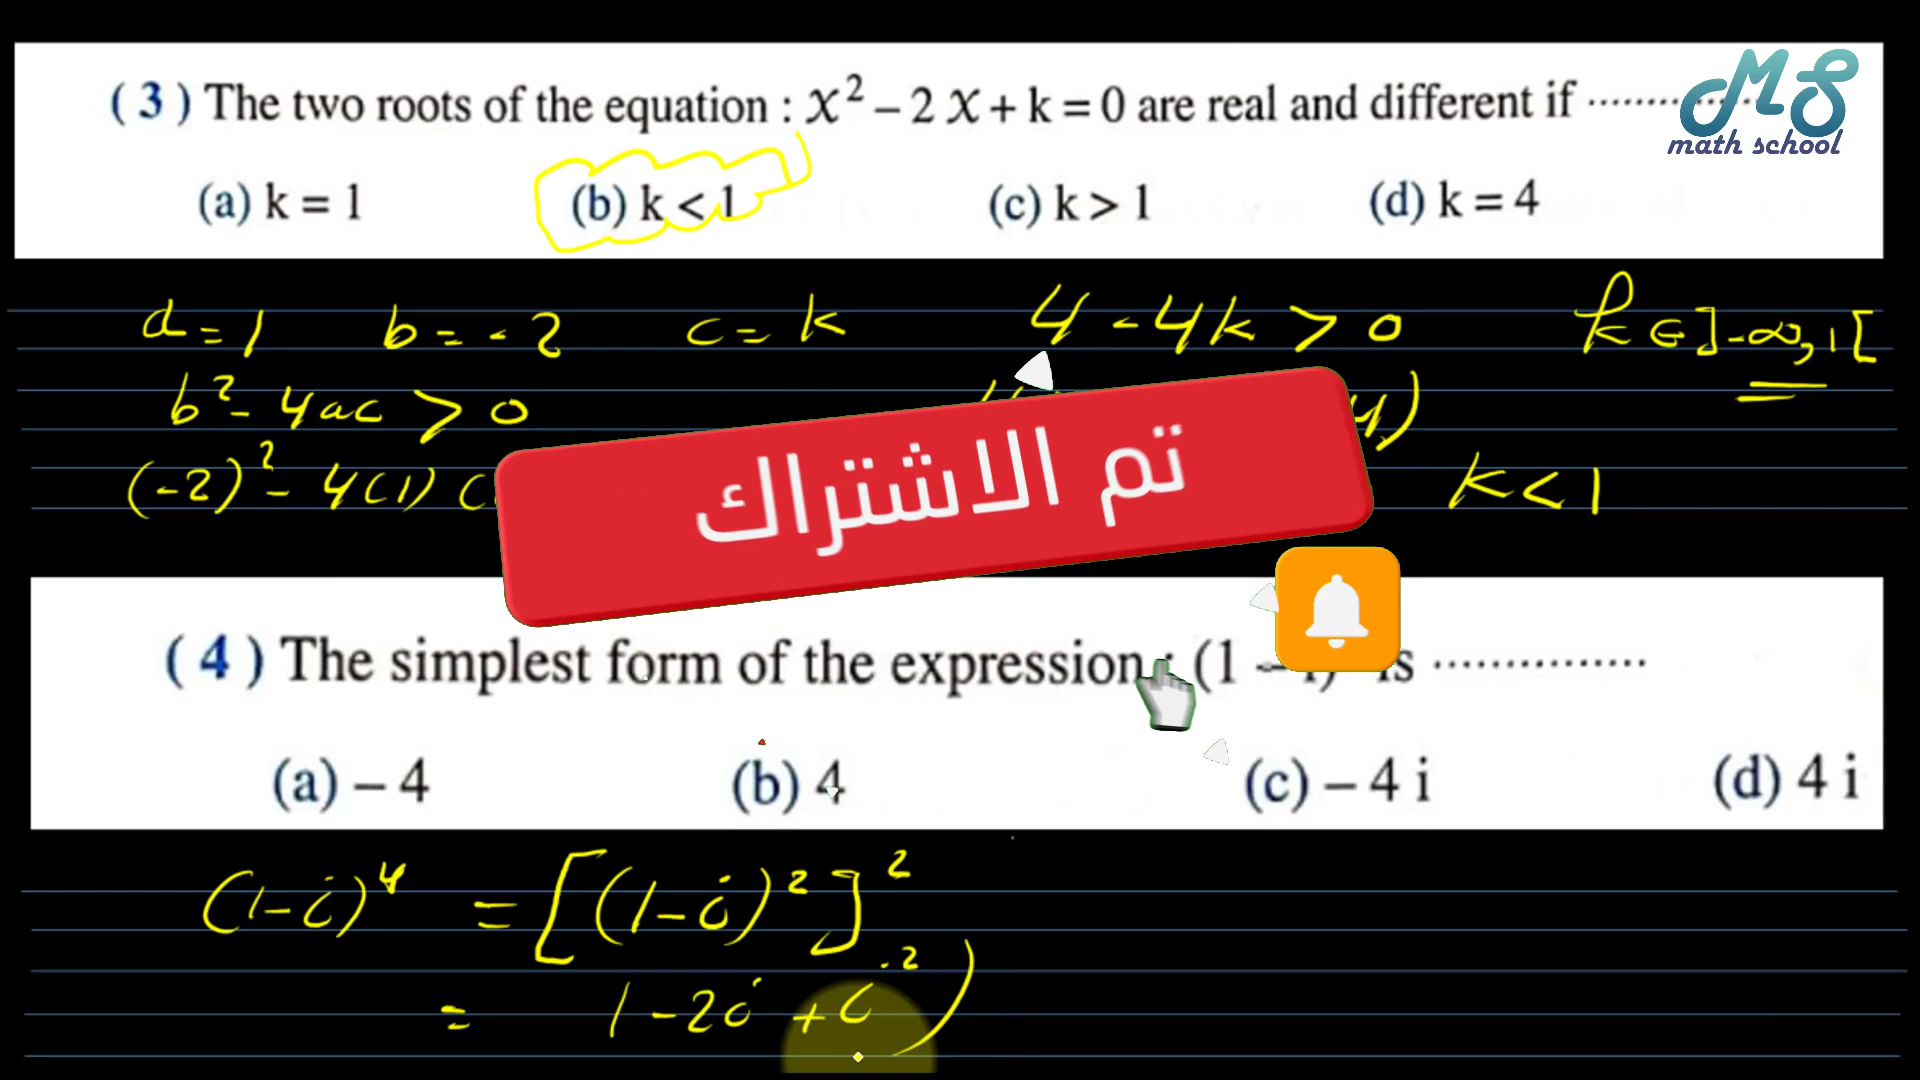 ( 3 ) The two roots of the equation : x² – 2 x + k = 0 are real and different if ············
MS
math school
(a) k = 1 (b) k < 1 (c) k > 1 (d) k = 4
a = 1 b = - 2 c = k 4 - 4k > 0 k ∈ ]-∞, 1[
b² - 4ac > 0
(-2)² - 4(1) ( k < 1
تم الاشتراك
( 4 ) The simplest form of the expression : (1 – i) is ···············
(a) – 4 (b) 4 (c) – 4 i (d) 4 i
(1-i)⁴ = [(1-i)²]²
= 1 - 2i + i² )